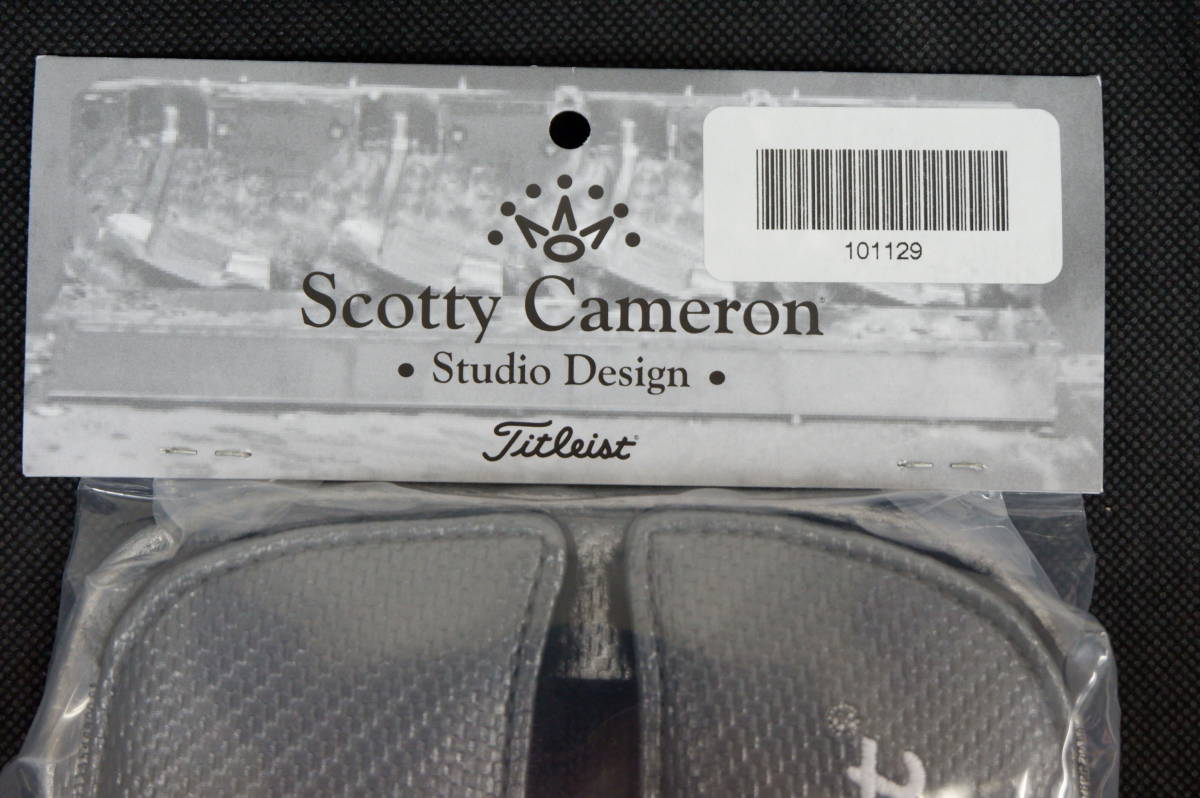 101129
Scotty Cameron
• Studio Design •
Titleist